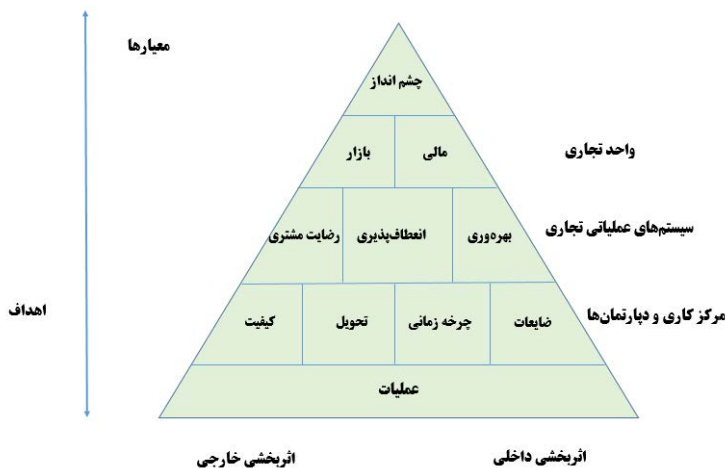 معیارها
چشم انداز
مالی
بازار
واحد تجاری
بهره‌وری
انعطاف‌پذیری
رضایت مشتری
سیستم‌های عملیاتی تجاری
ضایعات
چرخه زمانی
تحویل
کیفیت
مرکز کاری و دپارتمان‌ها
اهداف
عملیات
اثربخشی داخلی
اثربخشی خارجی